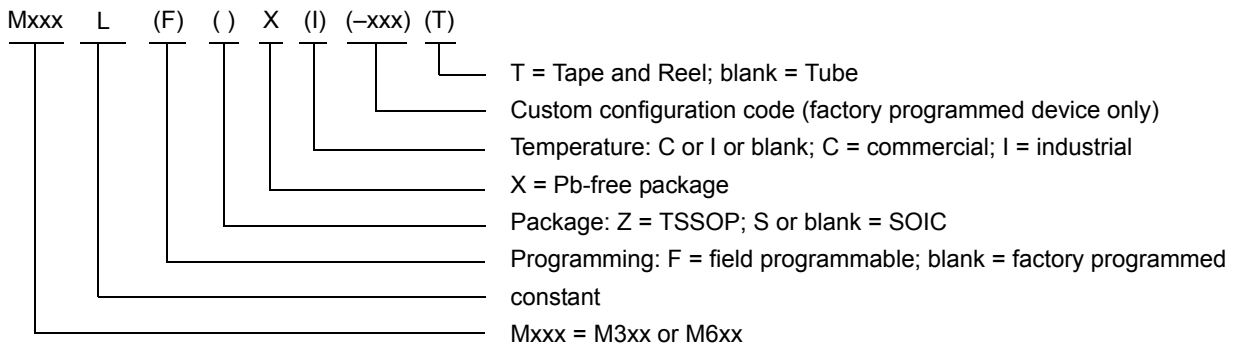 Mxxx L (F) ( ) X (I) (–xxx) (T)
T = Tape and Reel; blank = Tube
Custom configuration code (factory programmed device only)
Temperature: C or I or blank; C = commercial; I = industrial
X = Pb-free package
Package: Z = TSSOP; S or blank = SOIC
Programming: F = field programmable; blank = factory programmed
constant
Mxxx = M3xx or M6xx